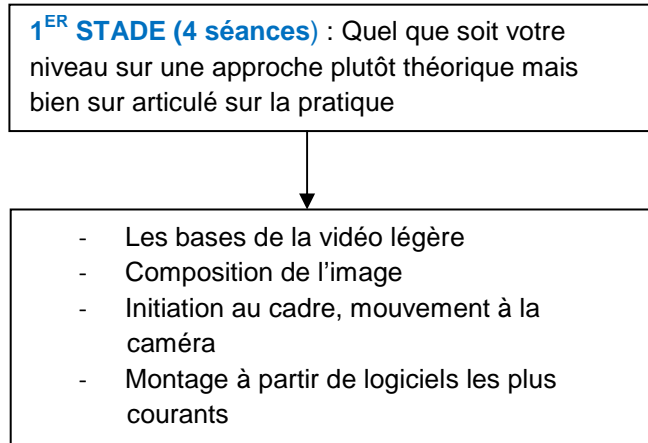 1ER STADE (4 séances) : Quel que soit votre
niveau sur une approche plutôt théorique mais
bien sur articulé sur la pratique
- Les bases de la vidéo légère
- Composition de l’image
- Initiation au cadre, mouvement à la
caméra
- Montage à partir de logiciels les plus
courants